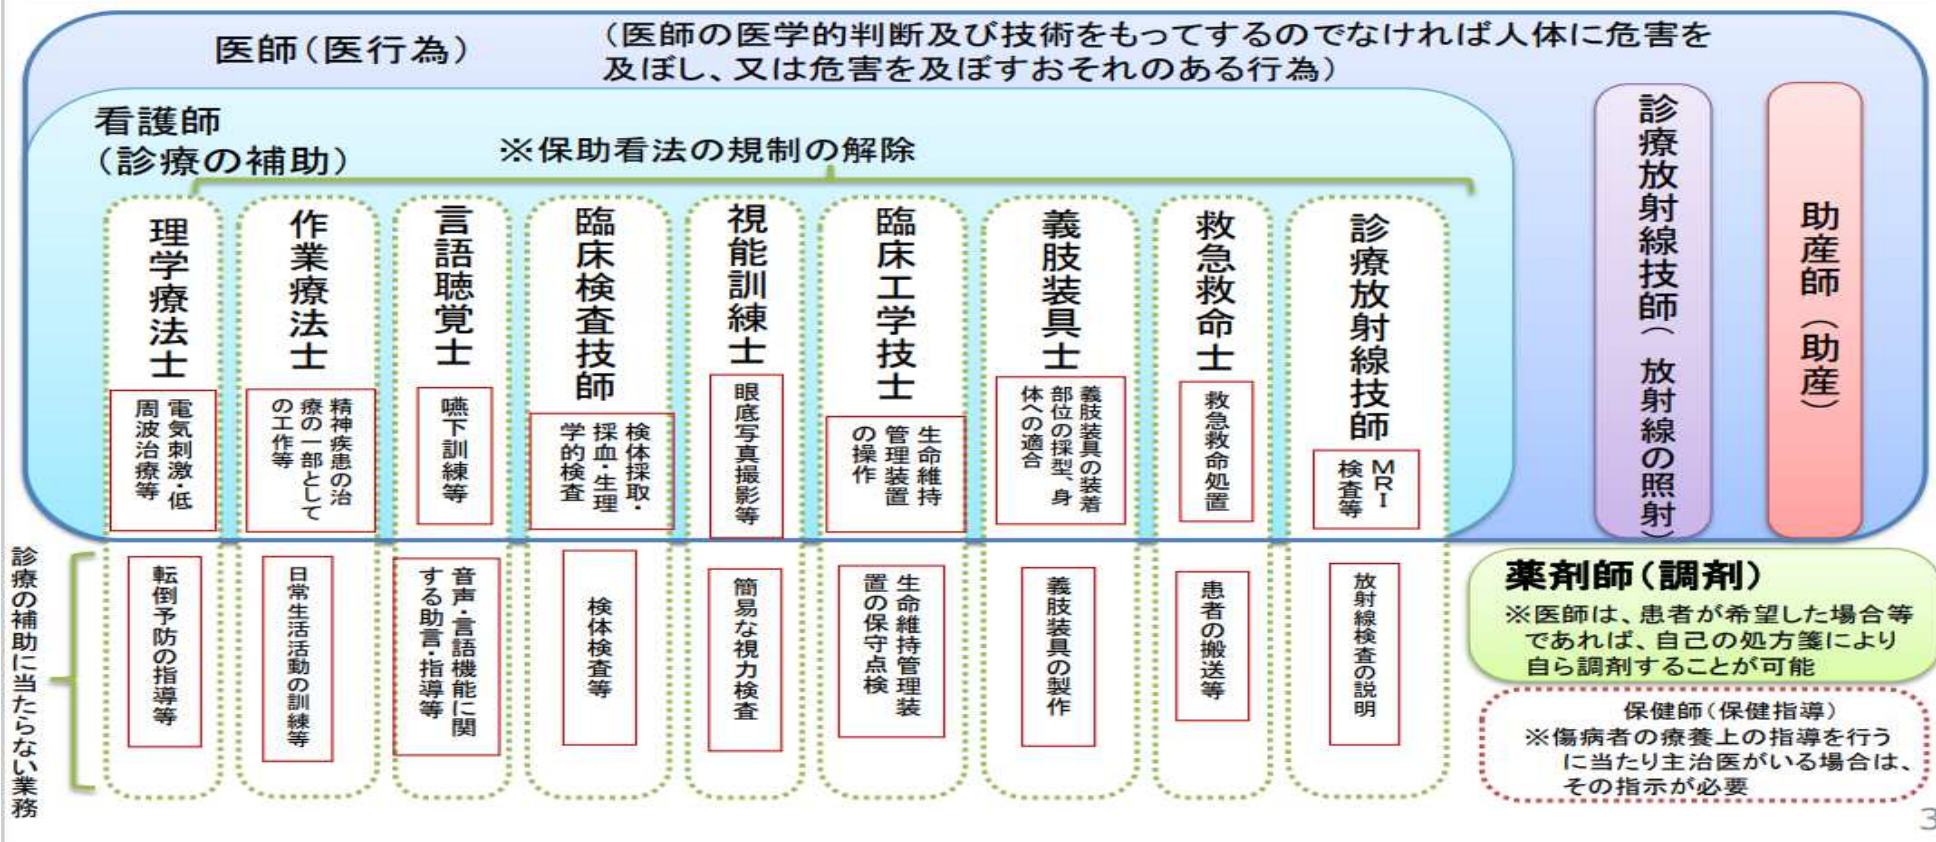 医師（医行為）
（医師の医学的判断及び技術をもってするのでなければ人体に危害を
及ぼし、又は危害を及ぼすおそれのある行為）
看護師
（診療の補助）
※保助看法の規制の解除
理学療法士
電気刺激・低
周波治療等
転倒予防の指導等
作業療法士
精神疾患の治
療の一部として
の工作等
日常生活活動の訓練等
言語聴覚士
嚥下訓練等
音声・言語機能に関
する助言・指導等
臨床検査技師
検体採取・
採血・生理
学的検査
検体検査等
視能訓練士
眼底写真撮影等
簡易な視力検査
臨床工学技士
生命維持
管理装置
の操作
生命維持管理装
置の保守点検
義肢装具士
義肢装具の装着
部位の採型、身
体への適合
義肢装具の製作
救急救命士
救急救命処置
患者の搬送等
診療放射線技師
MRI
検査等
放射線検査の説明
診療放射線技師（放射線の照射）
助産師（助産）
診療の補助に当たらない業務
薬剤師（調剤）
※医師は、患者が希望した場合等
であれば、自己の処方箋により
自ら調剤することが可能
保健師（保健指導）
※傷病者の療養上の指導を行う
に当たり主治医がいる場合は、
その指示が必要
3